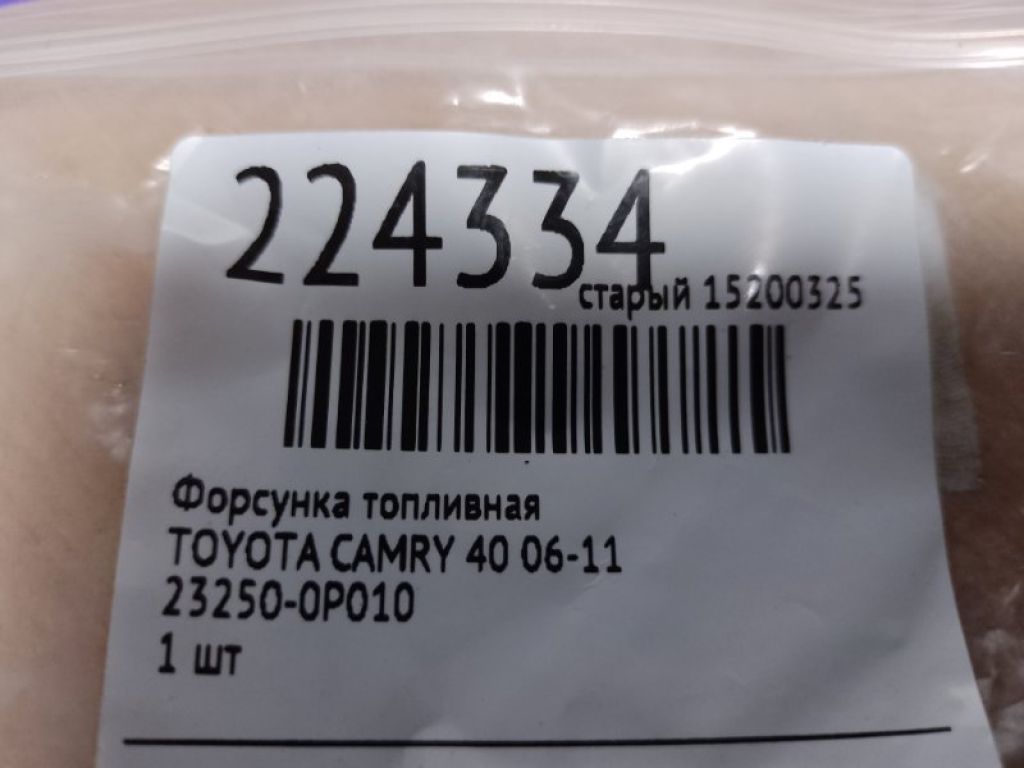 224334
старый 15200325
Форсунка топливная
TOYOTA CAMRY 40 06-11
23250-0P010
1 шт